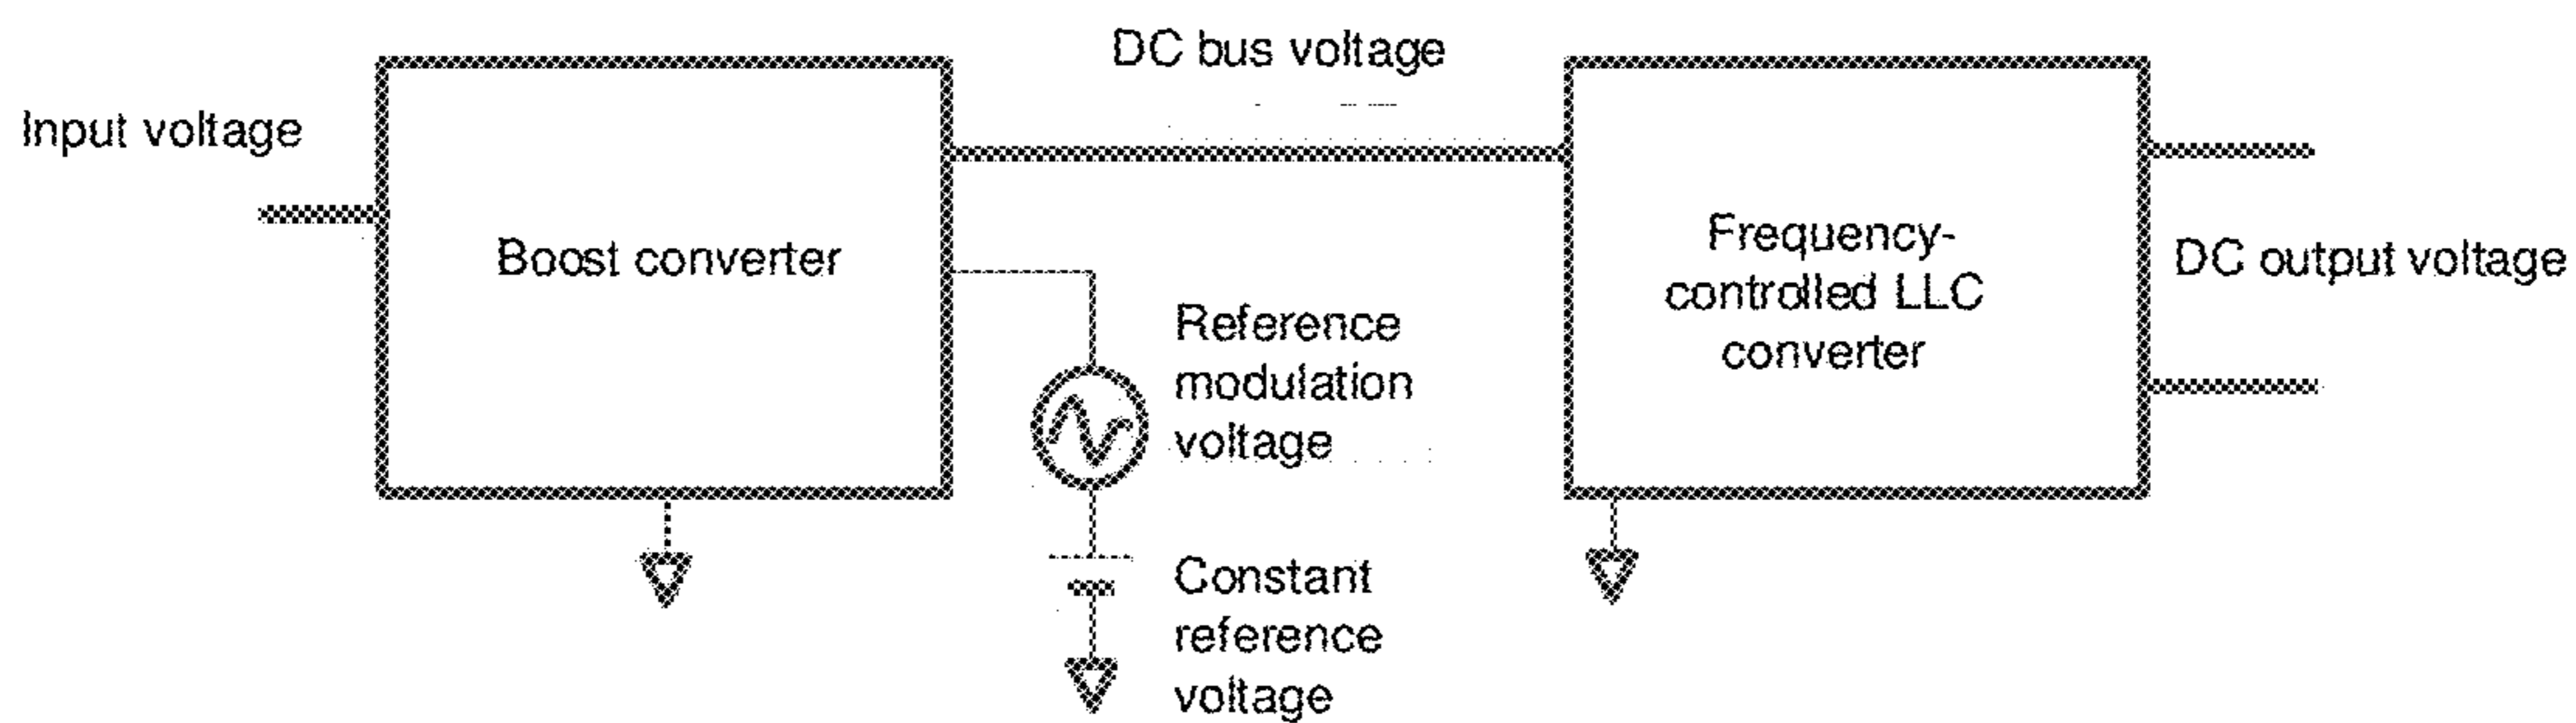 DC bus voltage
Input voltage
Boost converter
Frequency-
controlled LLC
converter
DC output voltage
Reference
modulation
voltage
Constant
reference
voltage